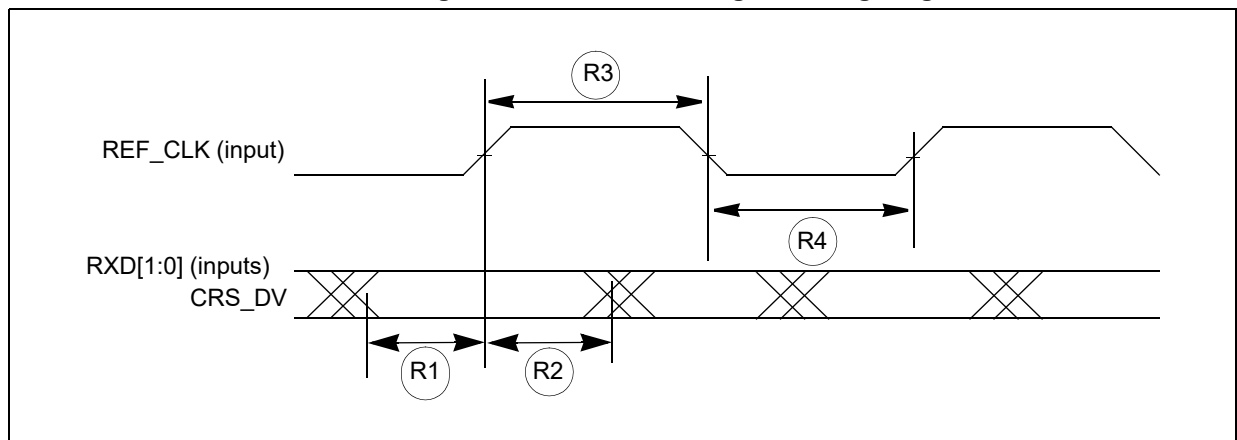 R3
REF_CLK (input)
R4
RXD[1:0] (inputs)
CRS_DV
R1
R2